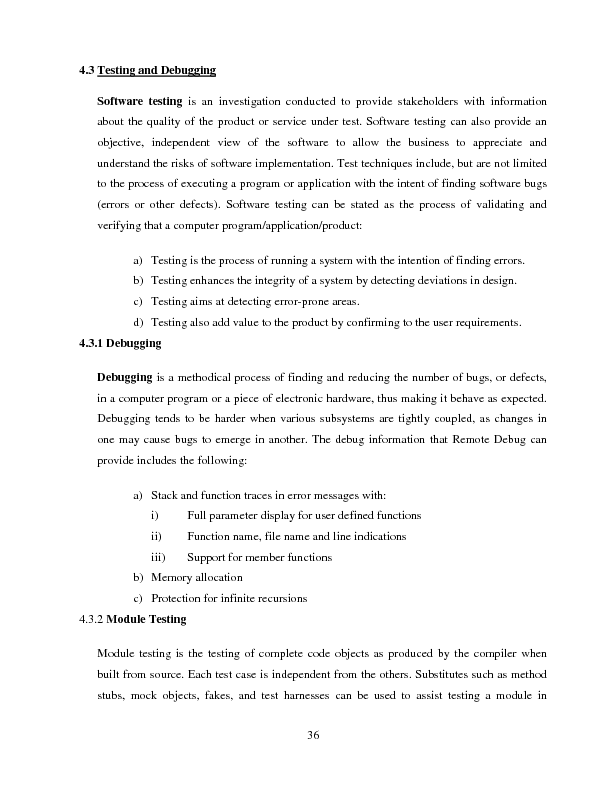 4.3 Testing and Debugging
Software testing is an investigation conducted to provide stakeholders with information
about the quality of the product or service under test. Software testing can also provide an
objective, independent view of the software to allow the business to appreciate and
understand the risks of software implementation. Test techniques include, but are not limited
to the process of executing a program or application with the intent of finding software bugs
(errors or other defects). Software testing can be stated as the process of validating and
verifying that a computer program/application/product:
a) Testing is the process of running a system with the intention of finding errors.
b) Testing enhances the integrity of a system by detecting deviations in design.
c) Testing aims at detecting error-prone areas.
d) Testing also add value to the product by confirming to the user requirements.
4.3.1 Debugging
Debugging is a methodical process of finding and reducing the number of bugs, or defects,
in a computer program or a piece of electronic hardware, thus making it behave as expected.
Debugging tends to be harder when various subsystems are tightly coupled, as changes in
one may cause bugs to emerge in another. The debug information that Remote Debug can
provide includes the following:
a) Stack and function traces in error messages with:
i) Full parameter display for user defined functions
ii) Function name, file name and line indications
iii) Support for member functions
b) Memory allocation
c) Protection for infinite recursions
4.3.2 Module Testing
Module testing is the testing of complete code objects as produced by the compiler when
built from source. Each test case is independent from the others. Substitutes such as method
stubs, mock objects, fakes, and test harnesses can be used to assist testing a module in
36